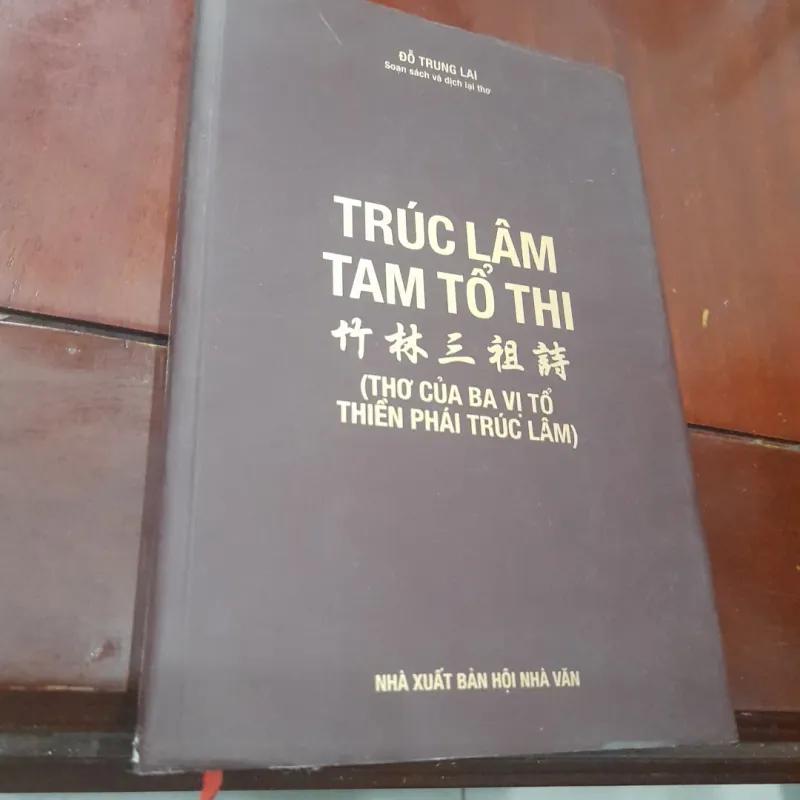 ĐỖ TRUNG LAI
Soạn sách và dịch lại thơ
TRÚC LÂM
TAM TỔ THI
竹林三祖詩
(THƠ CỦA BA VỊ TỔ
THIỀN PHÁI TRÚC LÂM)
NHÀ XUẤT BẢN HỘI NHÀ VĂN